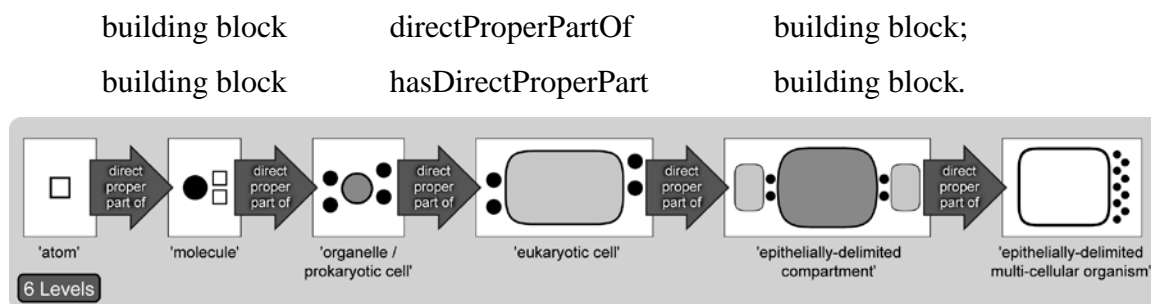 building block directProperPartOf building block;
building block hasDirectProperPart building block.
direct proper part of
direct proper part of
direct proper part of
direct proper part of
direct proper part of
'atom'
'molecule'
'organelle / prokaryotic cell'
'eukaryotic cell'
'epithelially-delimited compartment'
'epithelially-delimited multi-cellular organism'
6 Levels